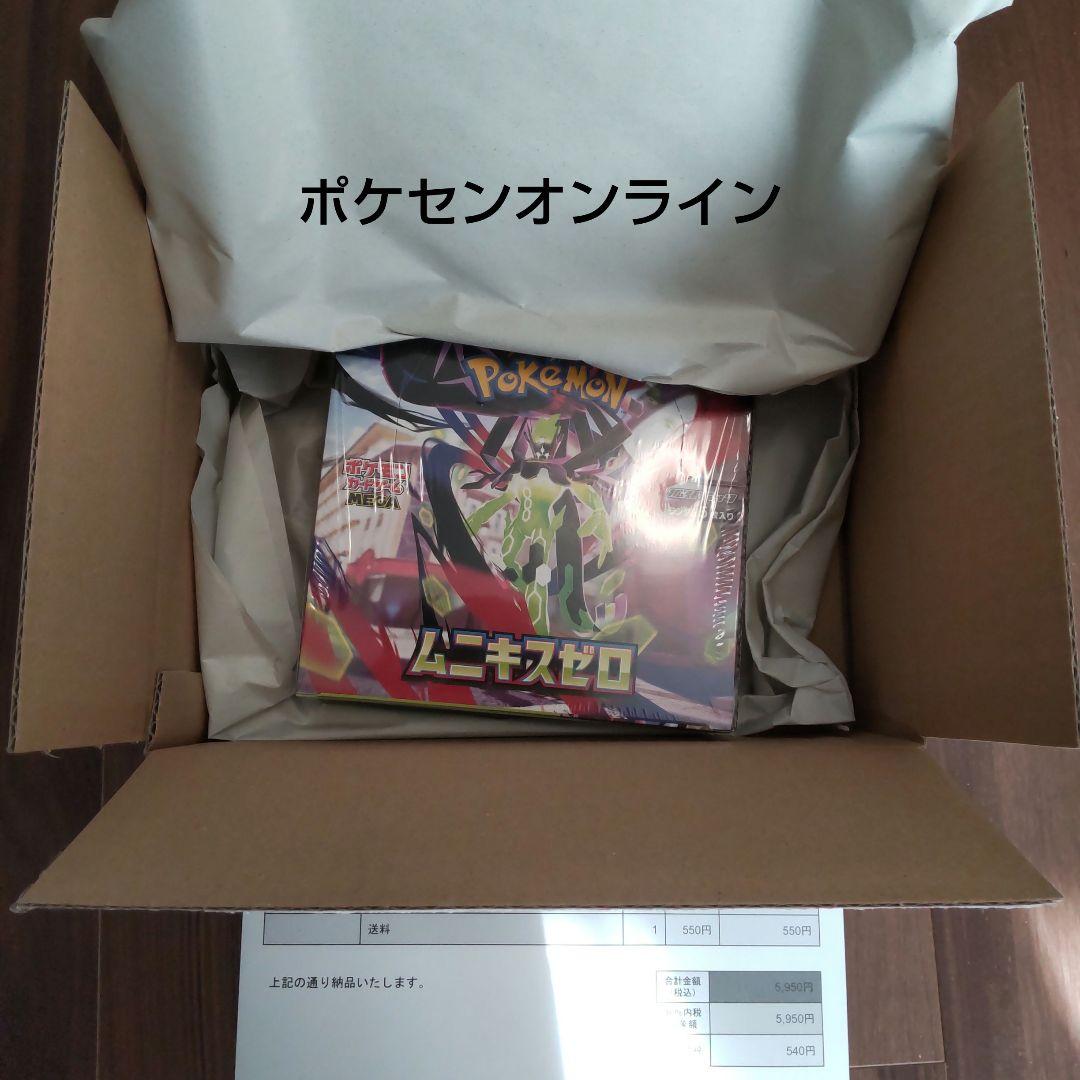 ポケセンオンライン
POKÉMON
ポケモン
カードゲーム
MEGA
ムニキスゼロ
送料 1 550円 550円
上記の通り納品いたします。
合計金額
税込)
5,950円
内税
額
5,950円
540円